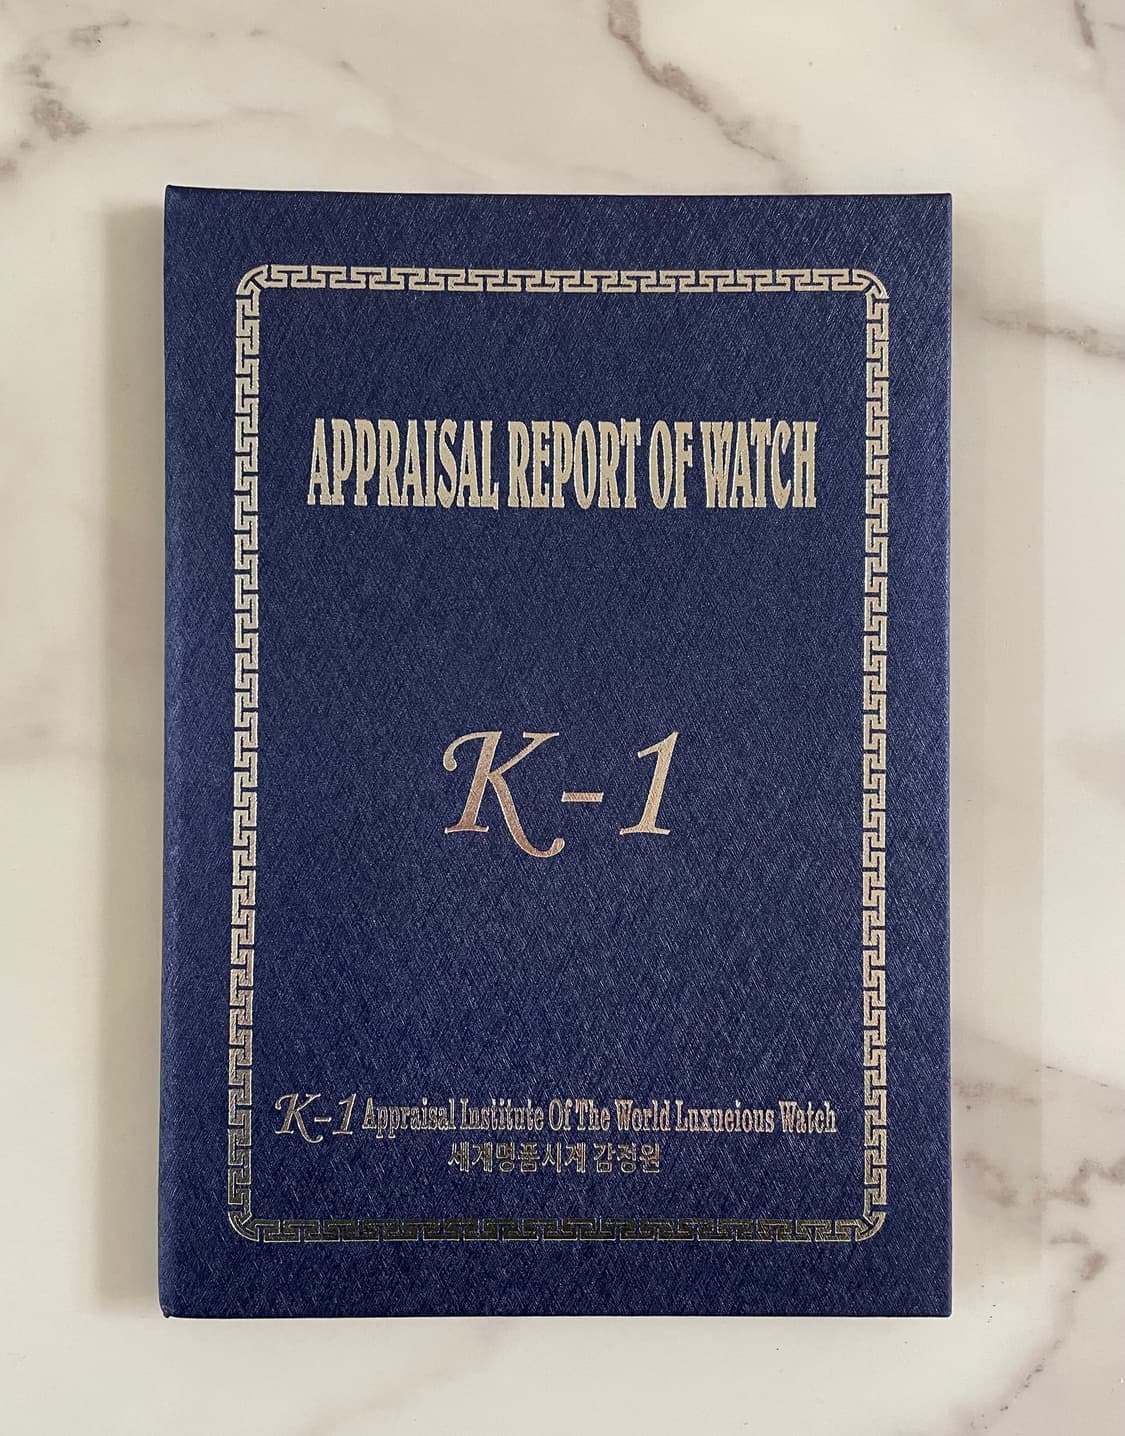 APPRAISAL REPORT OF WATCH
K-1
K-1 Appraisal Institute Of The World Luxueious Watch
세계명품시계 감정원